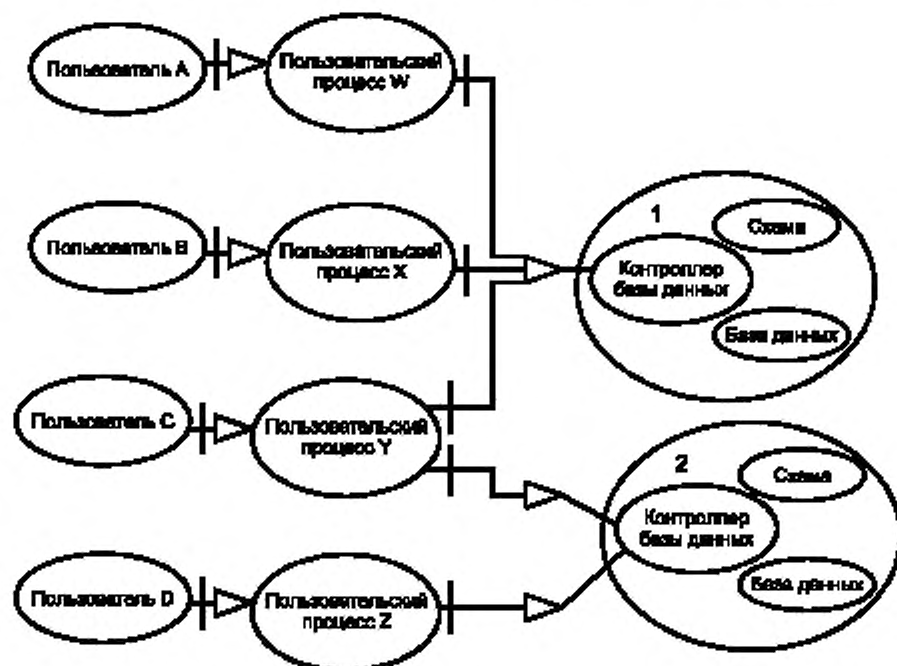 Пользователь A
Пользовательский
процесс W
Пользователь B
Пользовательский
процесс X
1
Схема
Контроллер
базы данных
База данных
Пользователь C
Пользовательский
процесс Y
2
Схема
Контроллер
базы данных
База данных
Пользователь D
Пользовательский
процесс Z